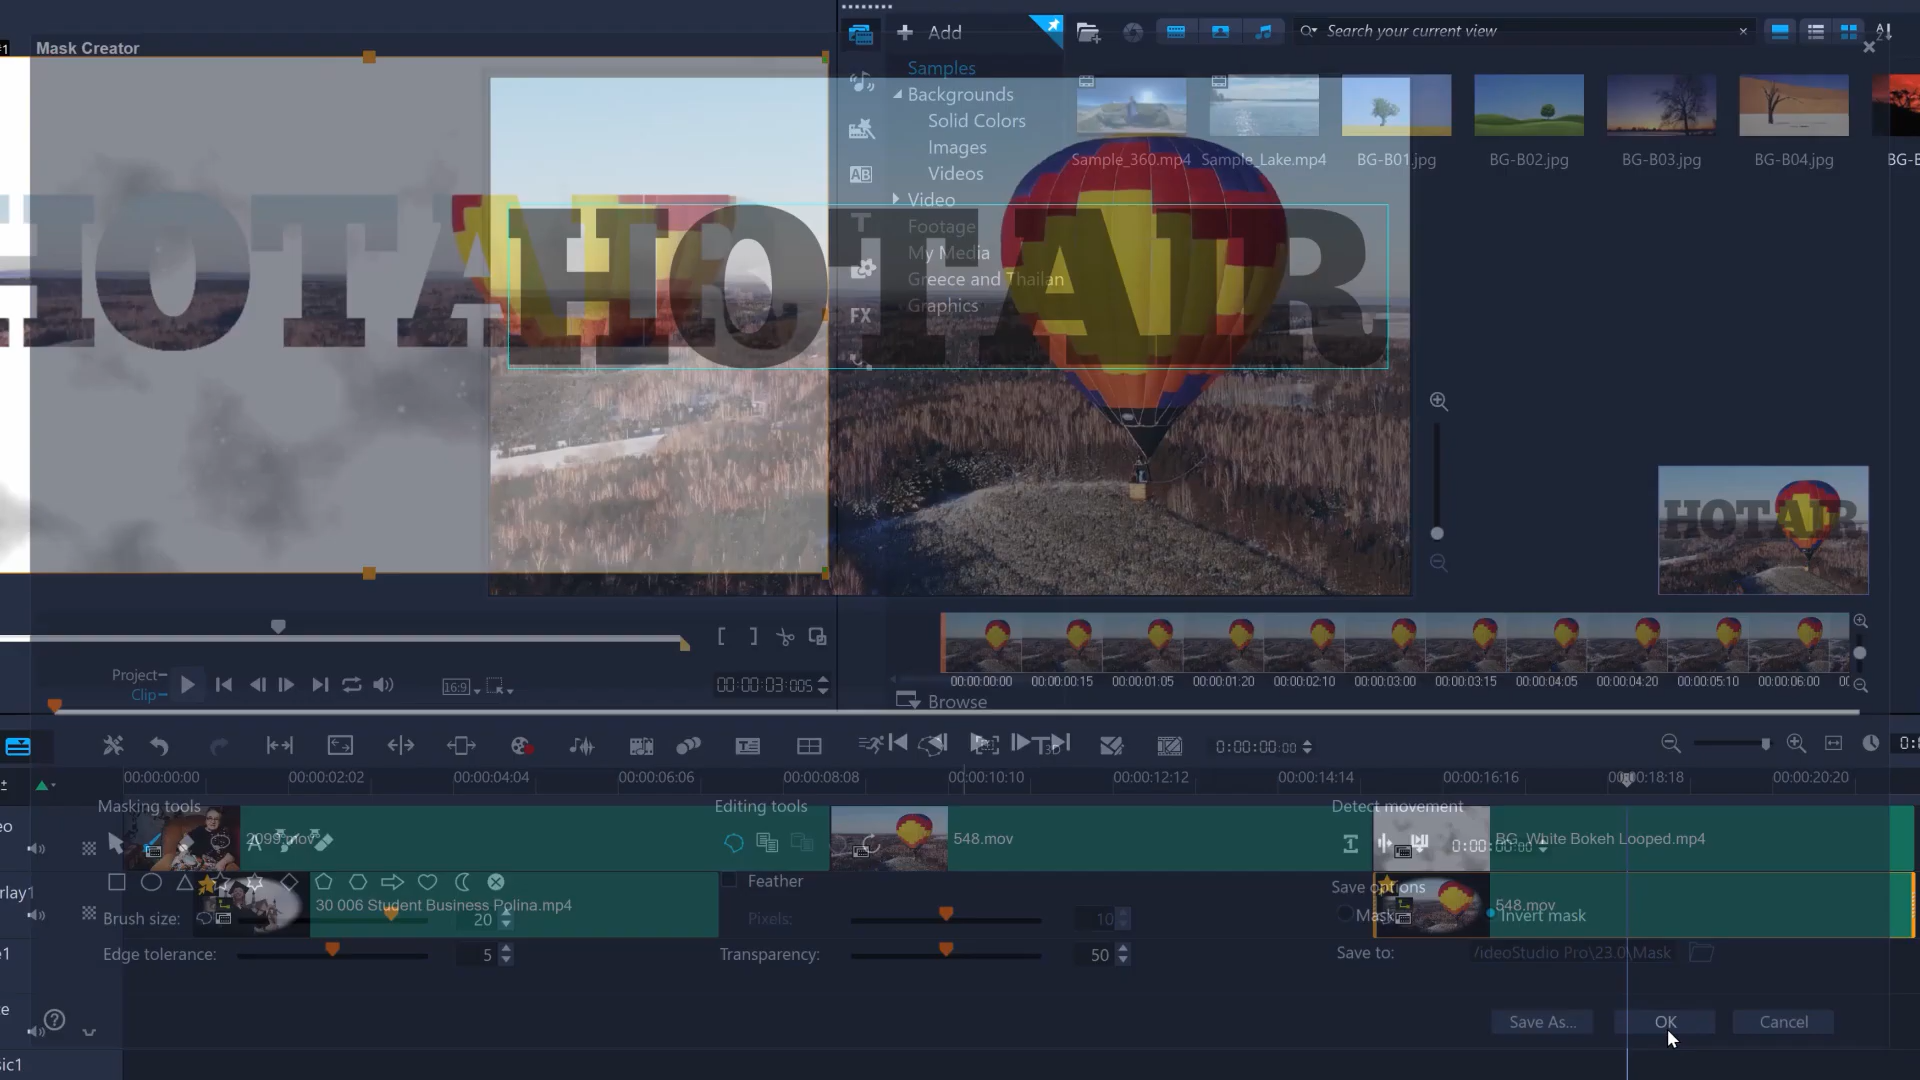 Mask Creator
Add
Search your current view
Samples
Backgrounds
Solid Colors
Images
Videos
Video
Footage
My Media
Greece and Thailan
Graphics
AB
T
FX
Sample_360.mp4
Sample_Lake.mp4
BG-B01.jpg
BG-B02.jpg
BG-B03.jpg
BG-B04.jpg
HOT AIR
HOT AIR
HOT AIR
Project
Clip
16:9
00:00:03:005
Browse
00:00:00:00
00:00:00:15
00:00:01:05
00:00:01:20
00:00:02:10
00:00:03:00
00:00:03:15
00:00:04:05
00:00:04:20
00:00:05:10
00:00:06:00
0:00:00:00
00:00:00:00
00:00:02:02
00:00:04:04
00:00:06:06
00:00:08:08
00:00:10:10
00:00:12:12
00:00:14:14
00:00:16:16
00:00:18:18
00:00:20:20
Masking tools
Editing tools
Detect movement
2099.mov
548.mov
BG_White Bokeh Looped.mp4
0:00:00:00
30 006 Student Business Polina.mp4
Feather
Save options
548.mov
Brush size:
20
Pixels:
10
Mask
Invert mask
Edge tolerance:
5
Transparency:
50
Save to:
/ideoStudio Pro\23.0\Mask
Save As...
OK
Cancel